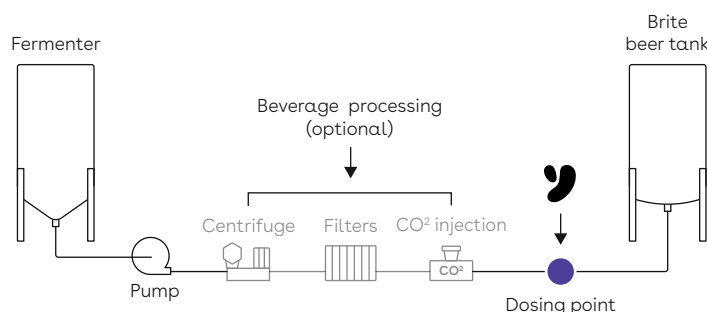 Fermenter
Brite
beer tank
Beverage processing
(optional)
Centrifuge
Filters
CO² injection
CO²
Pump
Dosing point